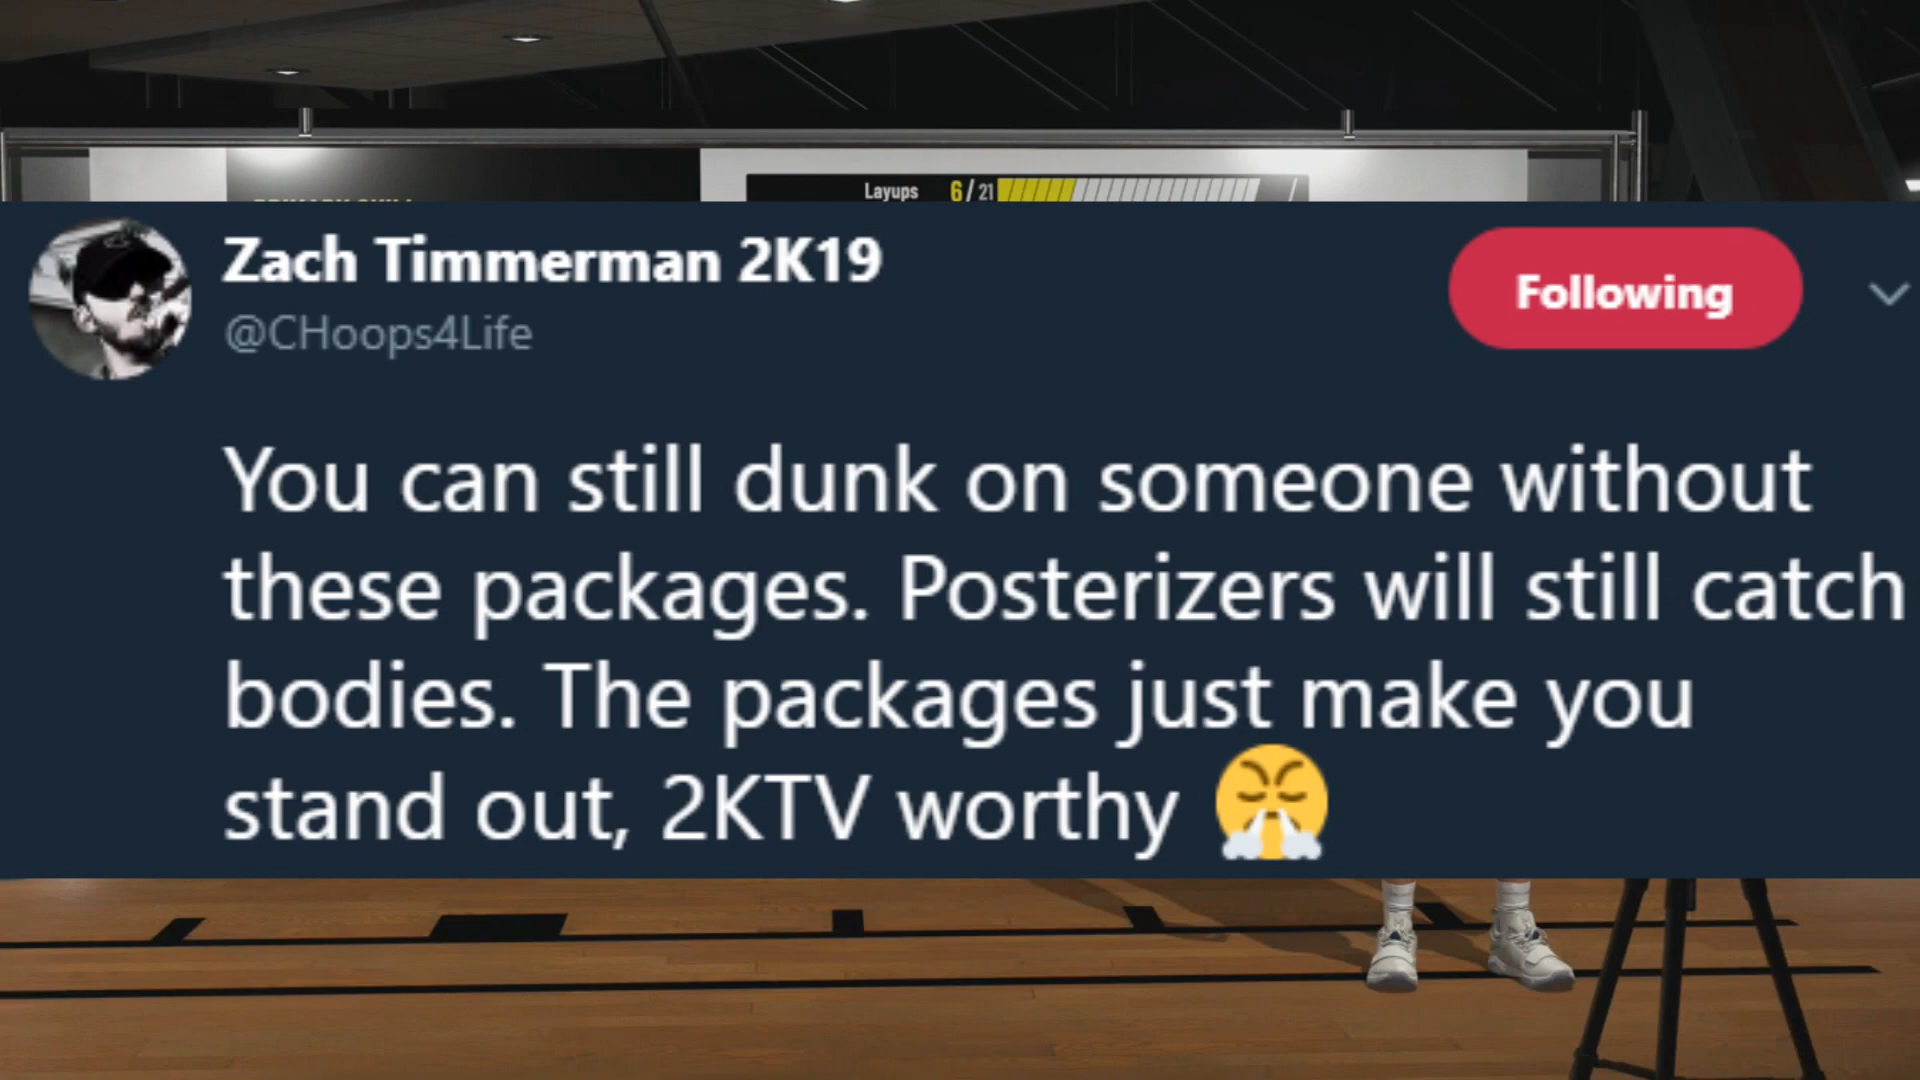 Layups 6/21
Zach Timmerman 2K19
@CHoops4Life
Following
You can still dunk on someone without
these packages. Posterizers will still catch
bodies. The packages just make you
stand out, 2KTV worthy 😤